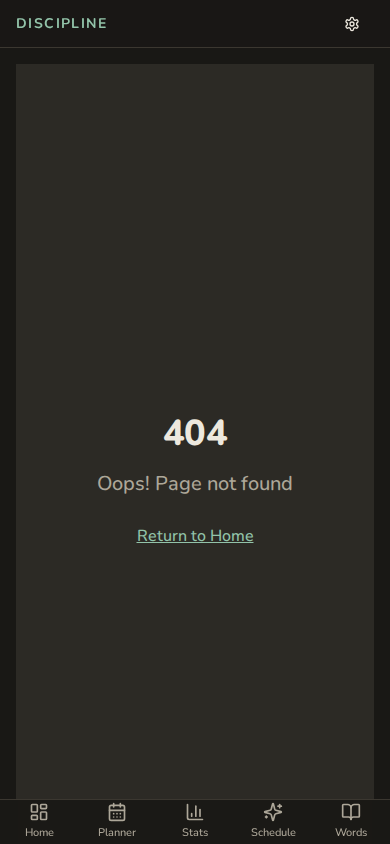 DISCIPLINE
404
Oops! Page not found
Return to Home
Home Planner Stats Schedule Words